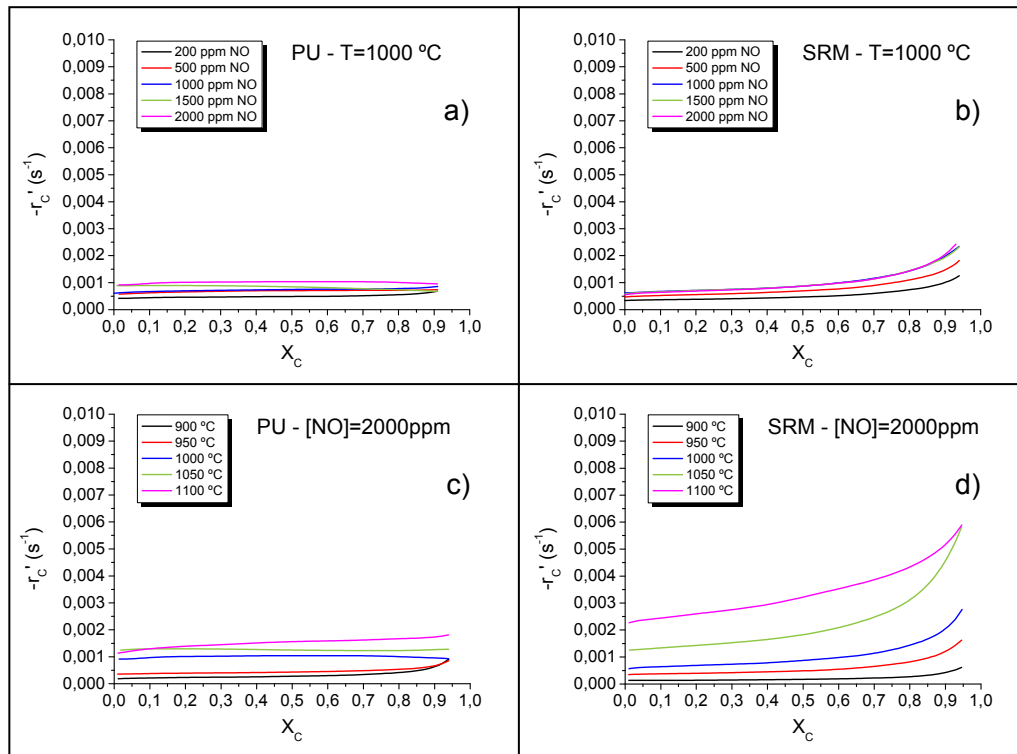 PU - T=1000 ºC
a)
200 ppm NO
500 ppm NO
1000 ppm NO
1500 ppm NO
2000 ppm NO
0,010
0,009
0,008
0,007
0,006
0,005
0,004
0,003
0,002
0,001
0,000
-r_C' (s^-1)
0,0 0,1 0,2 0,3 0,4 0,5 0,6 0,7 0,8 0,9 1,0
X_C
SRM - T=1000 ºC
b)
200 ppm NO
500 ppm NO
1000 ppm NO
1500 ppm NO
2000 ppm NO
0,010
0,009
0,008
0,007
0,006
0,005
0,004
0,003
0,002
0,001
0,000
-r_C' (s^-1)
0,0 0,1 0,2 0,3 0,4 0,5 0,6 0,7 0,8 0,9 1,0
X_C
PU - [NO]=2000ppm
c)
900 ºC
950 ºC
1000 ºC
1050 ºC
1100 ºC
0,010
0,009
0,008
0,007
0,006
0,005
0,004
0,003
0,002
0,001
0,000
-r_C' (s^-1)
0,0 0,1 0,2 0,3 0,4 0,5 0,6 0,7 0,8 0,9 1,0
X_C
SRM - [NO]=2000ppm
d)
900 ºC
950 ºC
1000 ºC
1050 ºC
1100 ºC
0,010
0,009
0,008
0,007
0,006
0,005
0,004
0,003
0,002
0,001
0,000
-r_C' (s^-1)
0,0 0,1 0,2 0,3 0,4 0,5 0,6 0,7 0,8 0,9 1,0
X_C